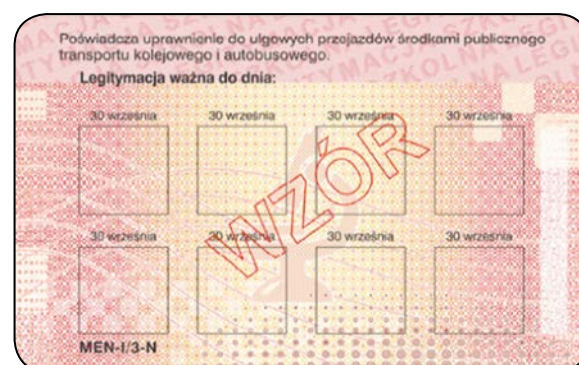 Poświadcza uprawnienie do ulgowych przejazdów środkami publicznego
transportu kolejowego i autobusowego.
Legitymacja ważna do dnia:
30 września 30 września 30 września 30 września
WZÓR
30 września 30 września 30 września 30 września
MEN-I/3-N